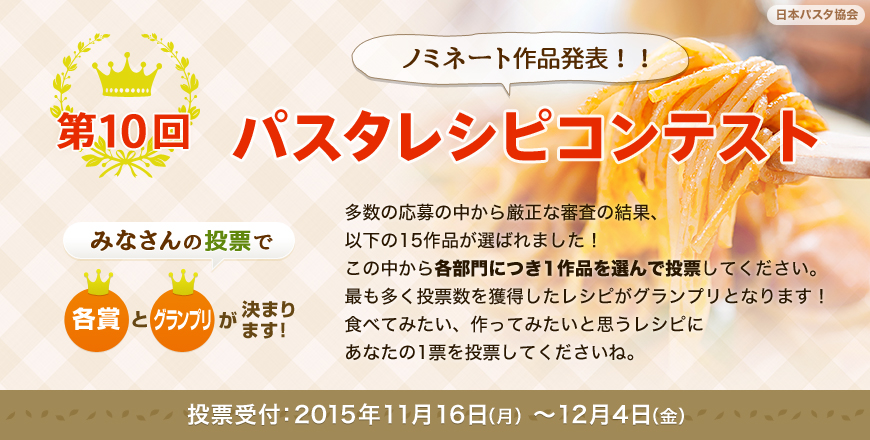 日本パスタ協会
ノミネート作品発表！！
第10回
パスタレシピコンテスト
みなさんの投票で
各賞とグランプリが決まります!
多数の応募の中から厳正な審査の結果、
以下の15作品が選ばれました！
この中から各部門につき1作品を選んで投票してください。
最も多く投票数を獲得したレシピがグランプリとなります！
食べてみたい、作ってみたいと思うレシピに
あなたの1票を投票してくださいね。
投票受付：2015年11月16日(月) ～12月4日(金)